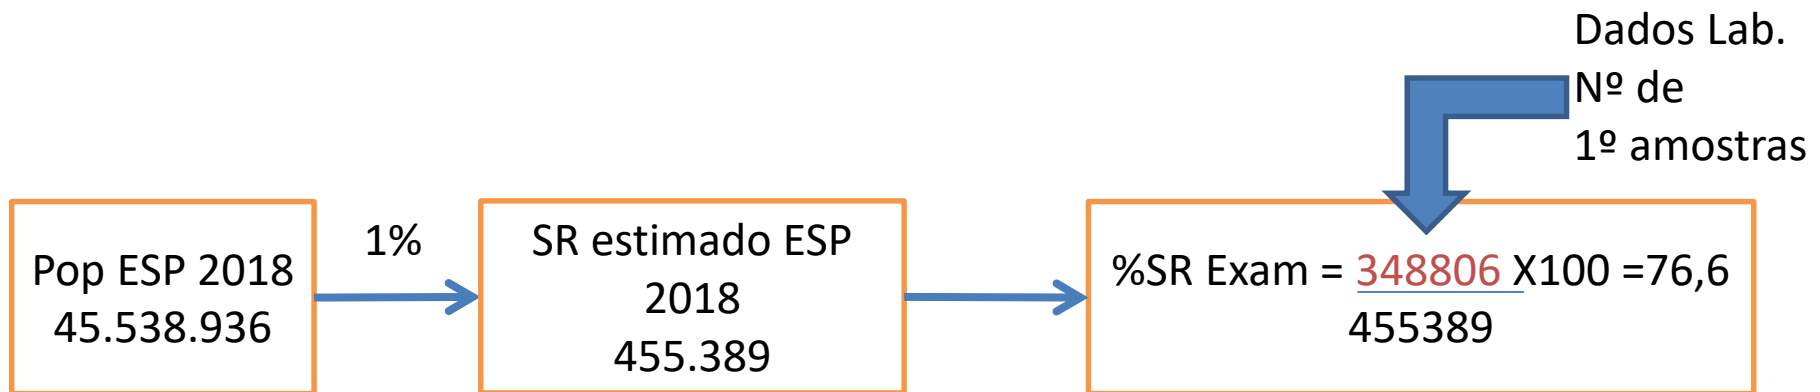 Dados Lab.
Nº de
1º amostras
Pop ESP 2018
45.538.936
1%
SR estimado ESP
2018
455.389
%SR Exam = 348806 X100 =76,6
455389